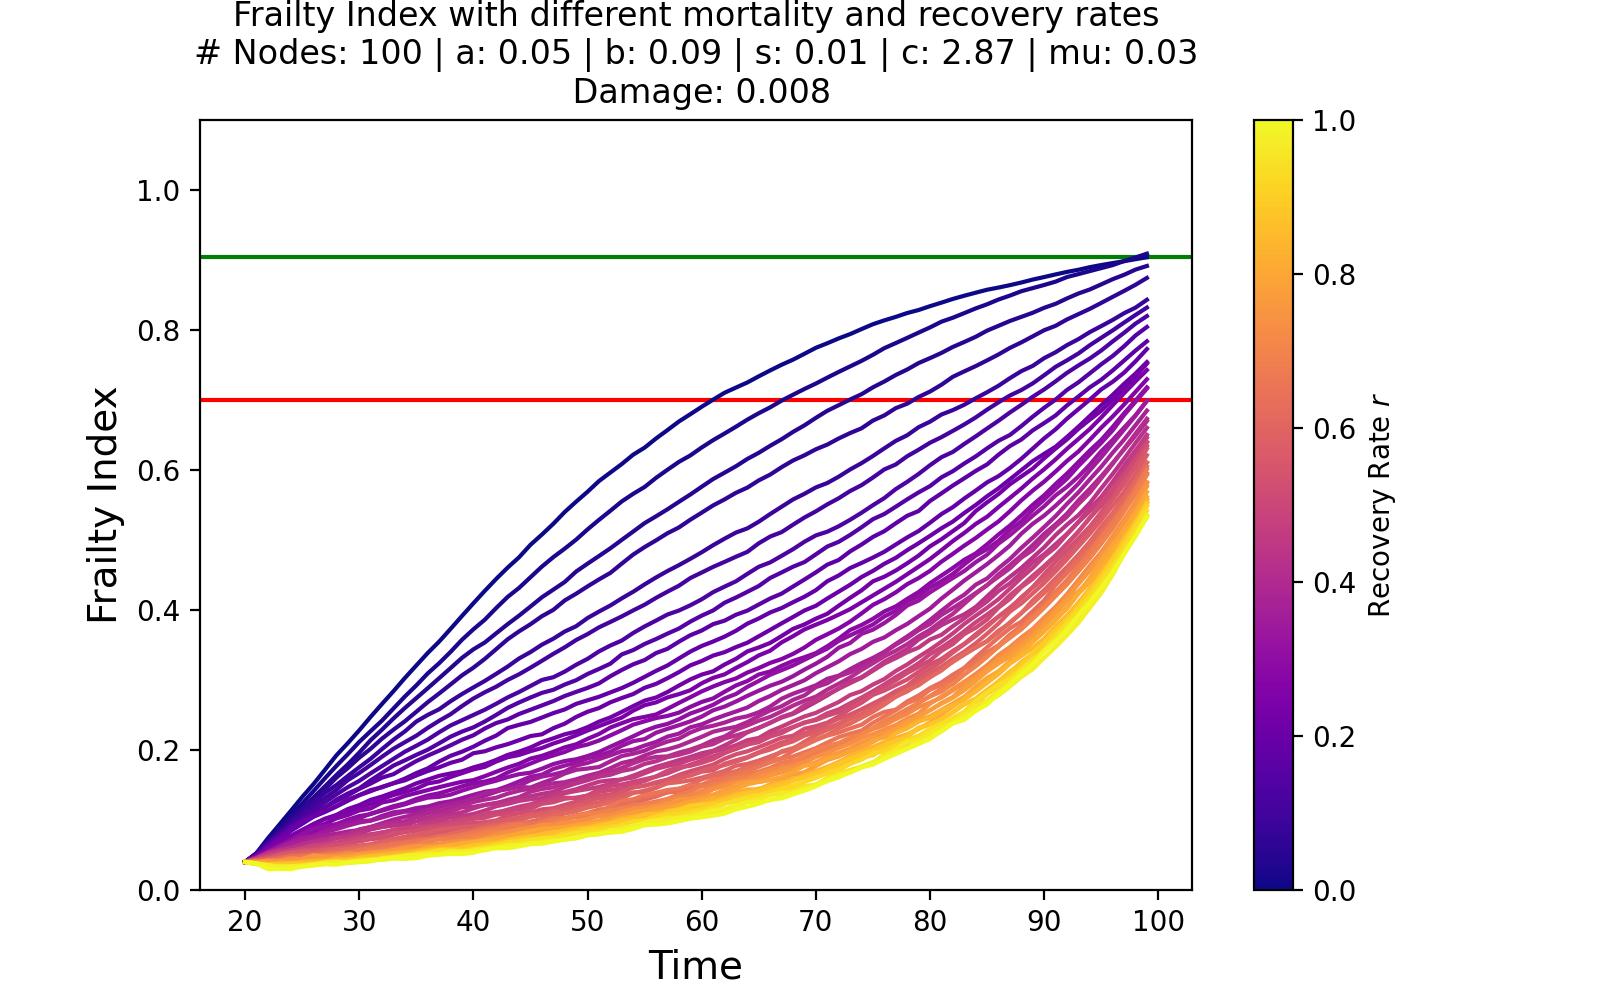 Frailty Index with different mortality and recovery rates
# Nodes: 100 | a: 0.05 | b: 0.09 | s: 0.01 | c: 2.87 | mu: 0.03
Damage: 0.008
1.0
0.8
0.6
0.4
0.2
0.0
Frailty Index
20 30 40 50 60 70 80 90 100
Time
1.0
0.8
0.6
0.4
0.2
0.0
Recovery Rate r